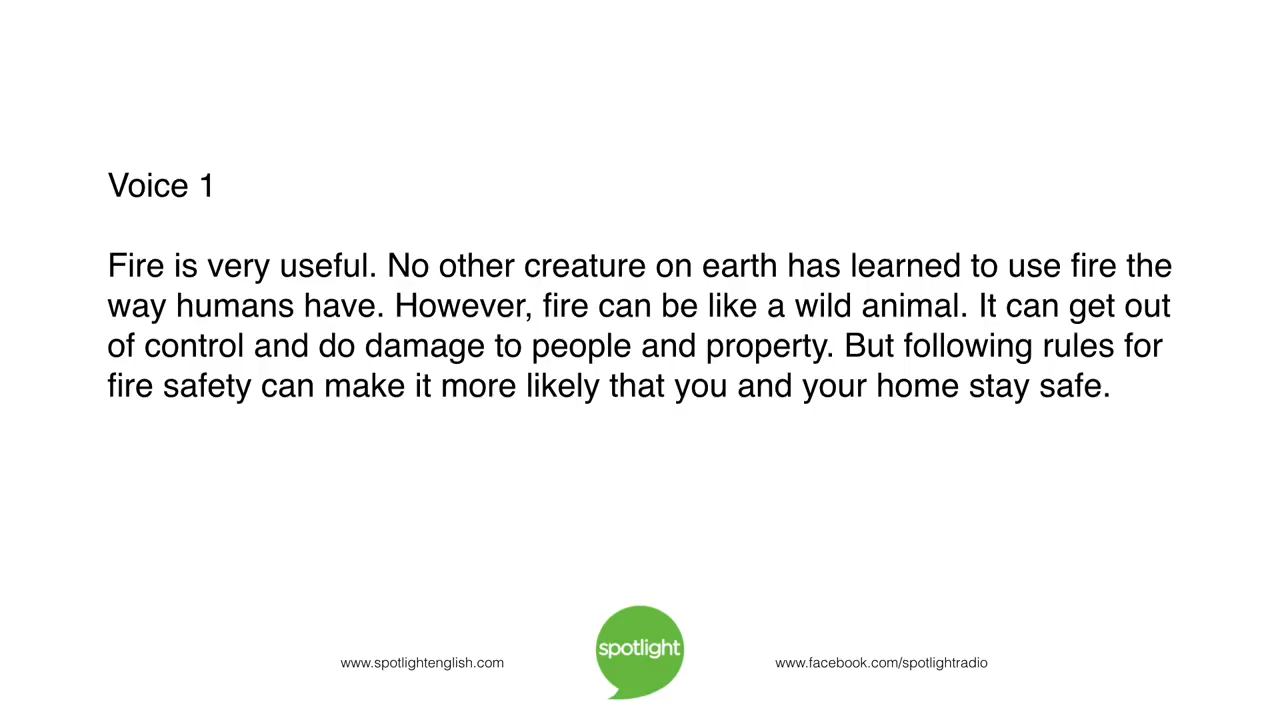 Voice 1
Fire is very useful. No other creature on earth has learned to use fire the
way humans have. However, fire can be like a wild animal. It can get out
of control and do damage to people and property. But following rules for
fire safety can make it more likely that you and your home stay safe.
www.spotlightenglish.com
spotlight
www.facebook.com/spotlightradio